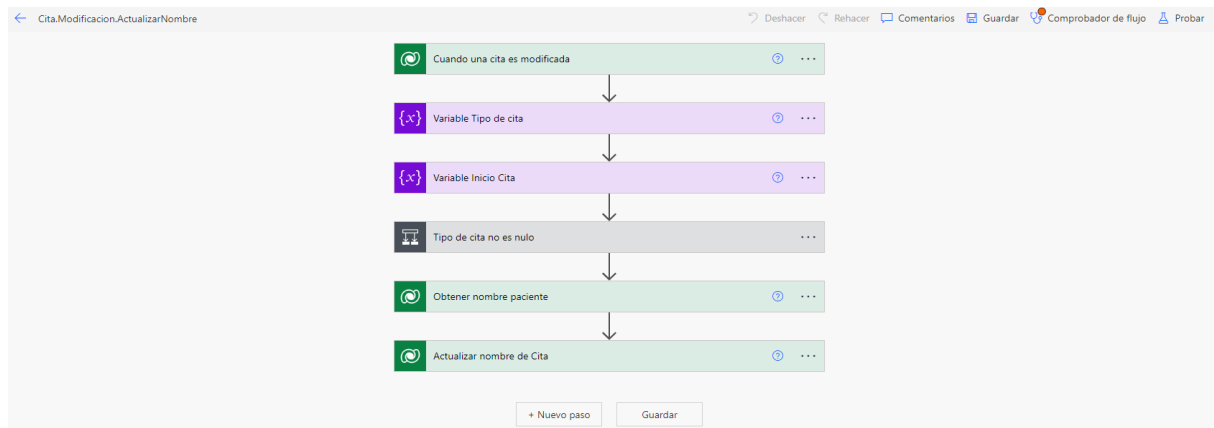 Cita.Modificacion.ActualizarNombre Deshacer Rehacer Comentarios Guardar Comprobador de flujo Probar
Cuando una cita es modificada
{x} Variable Tipo de cita
{x} Variable Inicio Cita
Tipo de cita no es nulo
Obtener nombre paciente
Actualizar nombre de Cita
+ Nuevo paso Guardar